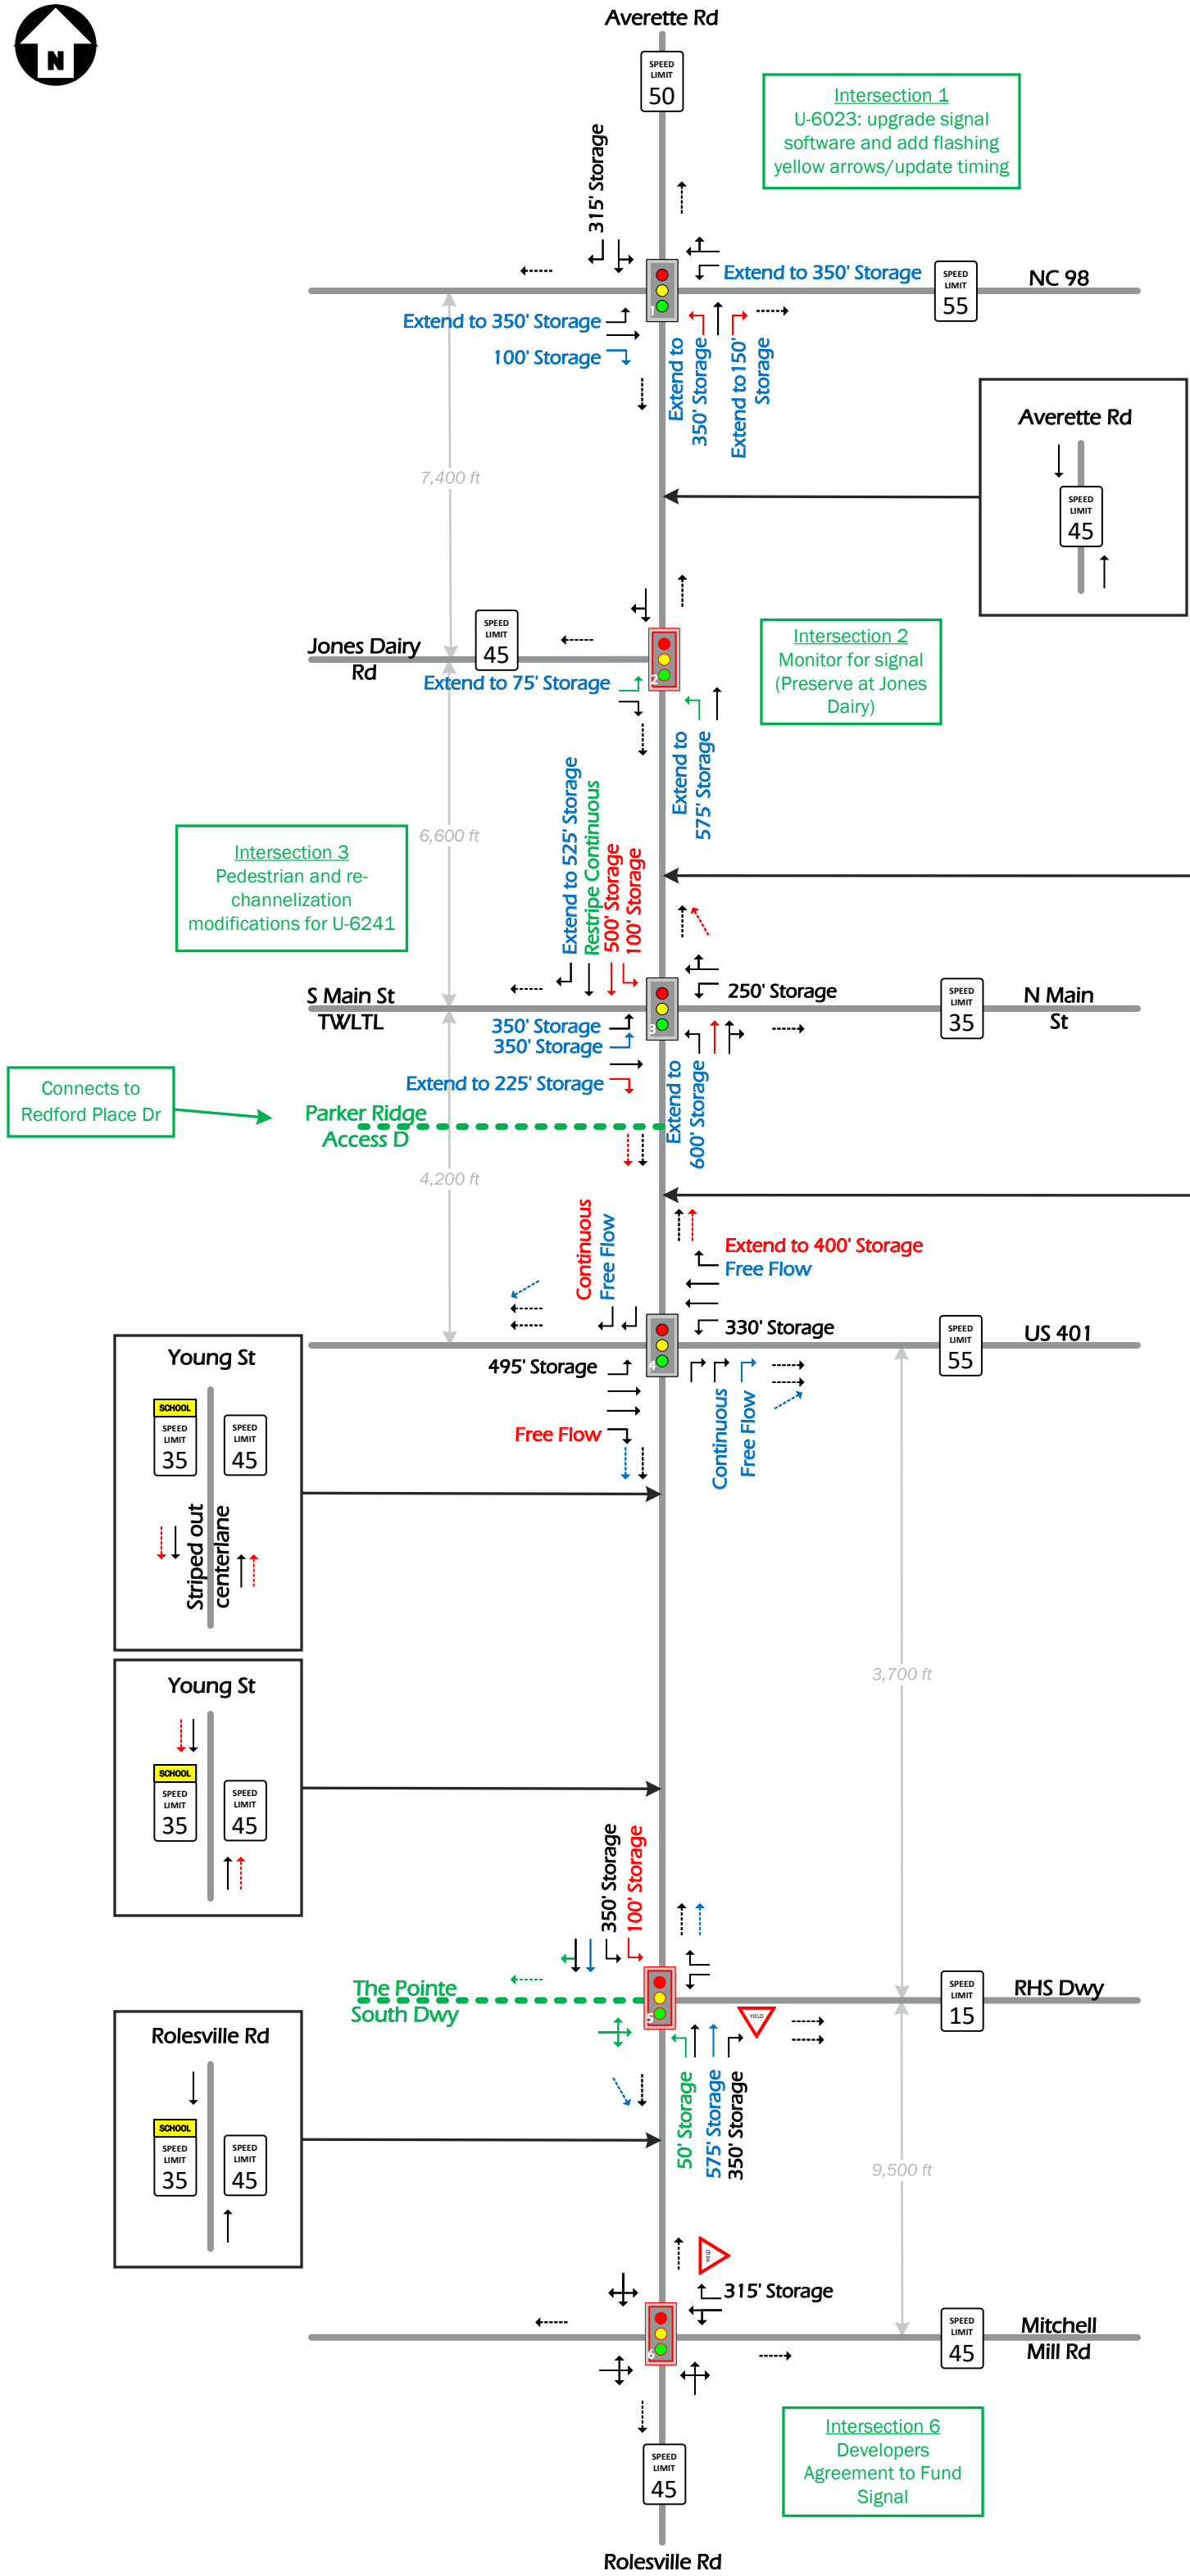 N
Averette Rd
SPEED
LIMIT
50
Intersection 1
U-6023: upgrade signal
software and add flashing
yellow arrows/update timing
315' Storage
Extend to 350' Storage
SPEED
LIMIT
55
NC 98
1
Extend to 350' Storage
100' Storage
Extend to
350' Storage
Extend to150'
Storage
7,400 ft
Averette Rd
SPEED
LIMIT
45
Jones Dairy
Rd
SPEED
LIMIT
45
2
Extend to 75' Storage
Intersection 2
Monitor for signal
(Preserve at Jones
Dairy)
Extend to
575' Storage
6,600 ft
Intersection 3
Pedestrian and re-
channelization
modifications for U-6241
Extend to 525' Storage
Restripe Continuous
500' Storage
100' Storage
S Main St
TWLTL
250' Storage
SPEED
LIMIT
35
N Main
St
3
350' Storage
350' Storage
Extend to 225' Storage
Extend to
600' Storage
Connects to
Redford Place Dr
Parker Ridge
Access D
4,200 ft
Continuous
Free Flow
Extend to 400' Storage
Free Flow
330' Storage
SPEED
LIMIT
55
US 401
4
495' Storage
Free Flow
Continuous
Free Flow
Young St
SCHOOL
SPEED
LIMIT
35
SPEED
LIMIT
45
Striped out
centerlane
3,700 ft
Young St
SCHOOL
SPEED
LIMIT
35
SPEED
LIMIT
45
350' Storage
100' Storage
The Pointe
South Dwy
5
YIELD
SPEED
LIMIT
15
RHS Dwy
50' Storage
575' Storage
350' Storage
Rolesville Rd
SCHOOL
SPEED
LIMIT
35
SPEED
LIMIT
45
9,500 ft
YIELD
315' Storage
6
SPEED
LIMIT
45
Mitchell
Mill Rd
Intersection 6
Developers
Agreement to Fund
Signal
SPEED
LIMIT
45
Rolesville Rd